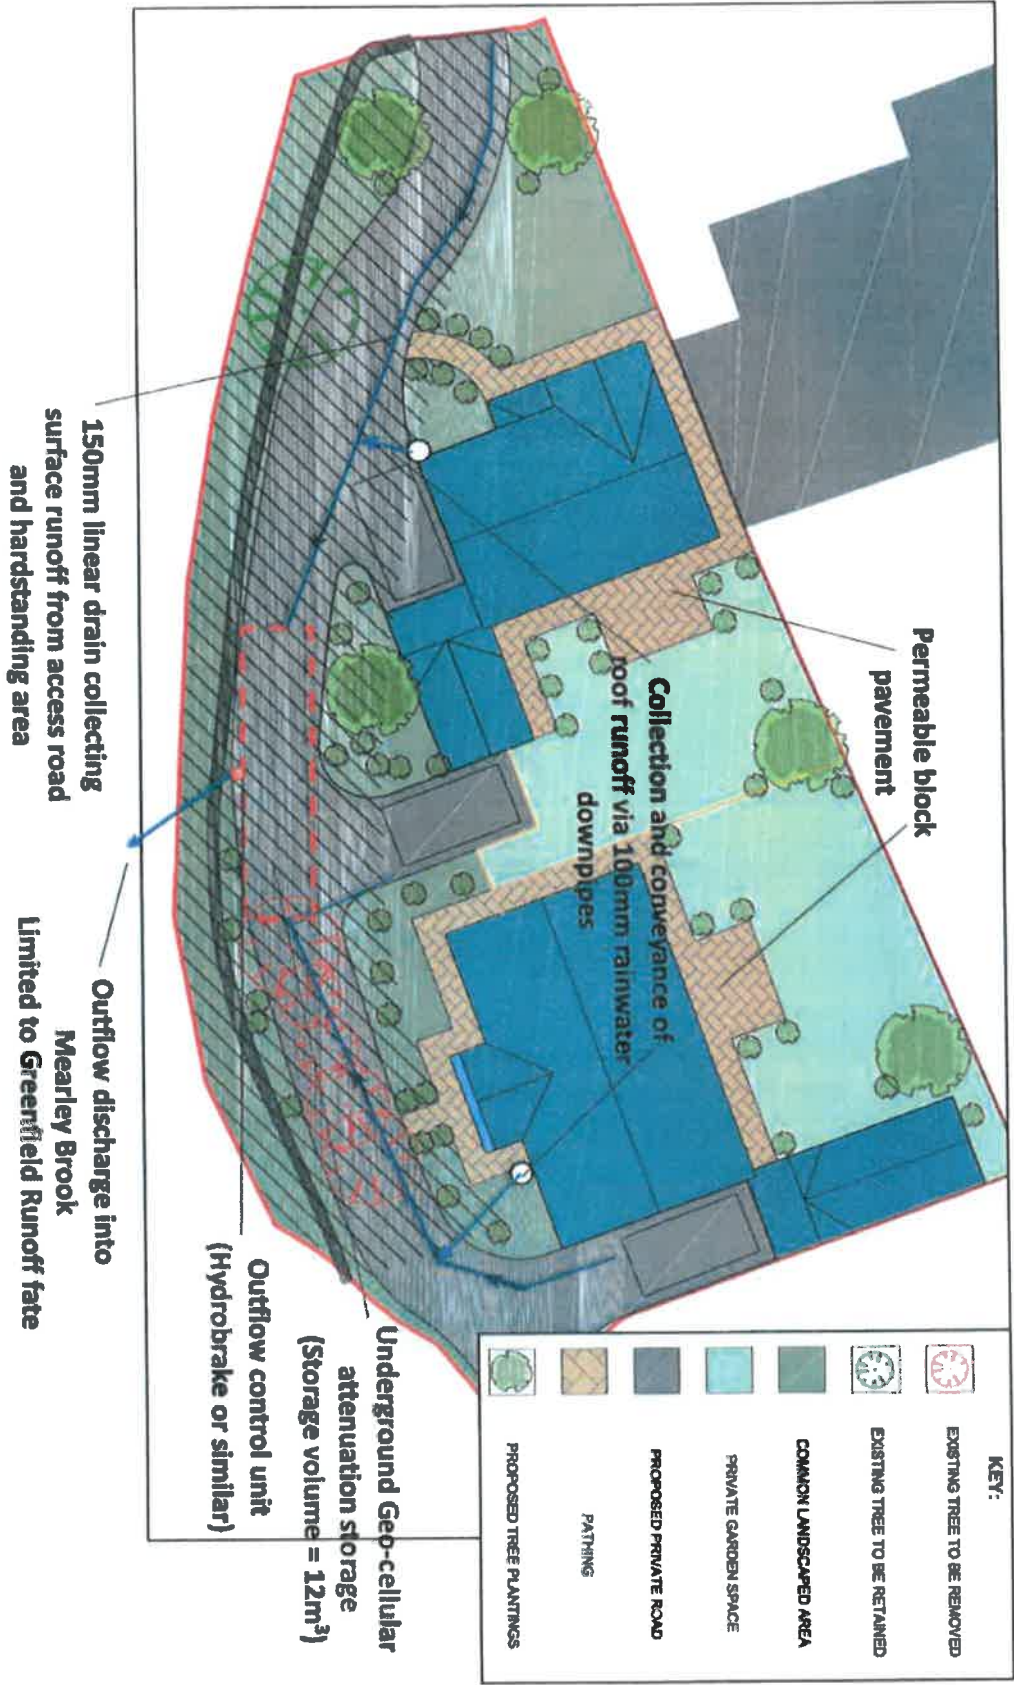 KEY:
EXISTING TREE TO BE REMOVED
EXISTING TREE TO BE RETAINED
COMMON LANDSCAPED AREA
PRIVATE GARDEN SPACE
PROPOSED PRIVATE ROAD
PATHING
PROPOSED TREE PLANTINGS
Permeable block
pavement
Collection and conveyance of
roof runoff via 100mm rainwater
downpipes
Underground Geo-cellular
attenuation storage
(Storage volume = 12m³)
Outflow control unit
(Hydrobrake or similar)
Outflow discharge into
Mearley Brook
Limited to Greenfield Runoff fate
150mm linear drain collecting
surface runoff from access road
and hardstanding area